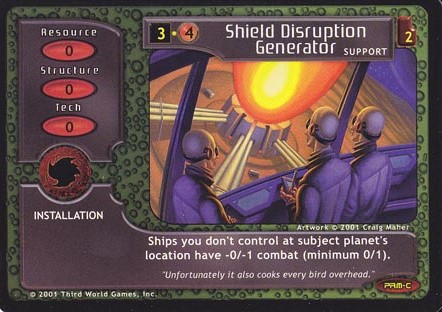 Resource
0
Structure
0
Tech
0
INSTALLATION
3 · 4
Shield Disruption
Generator SUPPORT
2
Artwork © 2001 Craig Maher
Ships you don't control at subject planet's
location have -0/-1 combat (minimum 0/1).
"Unfortunately it also cooks every bird overhead."
© 2001 Third World Games, Inc.
PRM-C